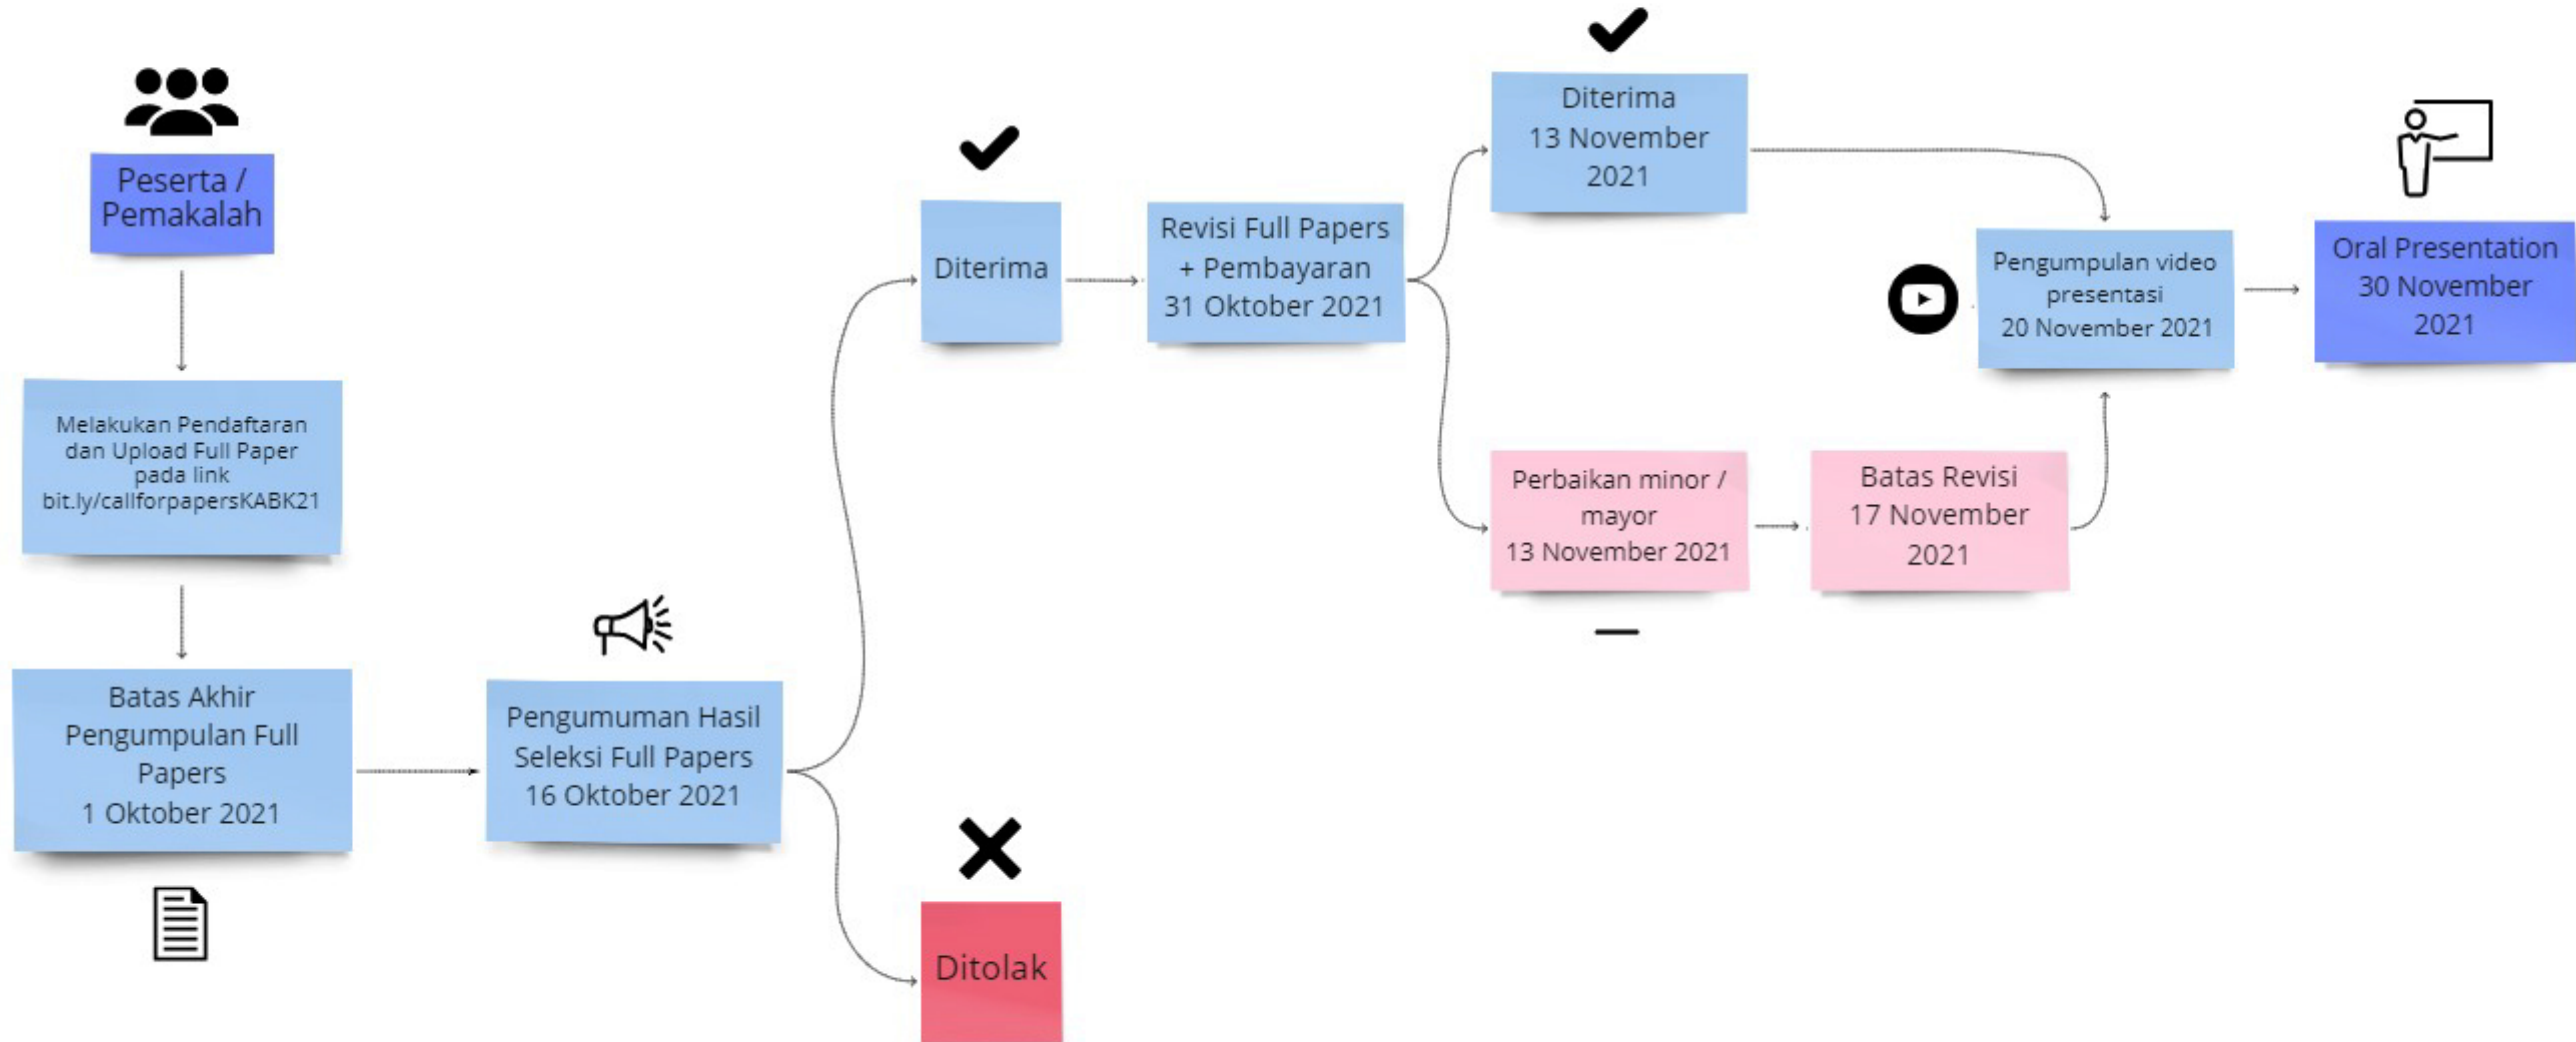 Peserta /
Pemakalah
Melakukan Pendaftaran
dan Upload Full Paper
pada link
bit.ly/callforpapersKABK21
Batas Akhir
Pengumpulan Full
Papers
1 Oktober 2021
Pengumuman Hasil
Seleksi Full Papers
16 Oktober 2021
Diterima
Ditolak
Revisi Full Papers
+ Pembayaran
31 Oktober 2021
Diterima
13 November
2021
Perbaikan minor /
mayor
13 November 2021
Batas Revisi
17 November
2021
Pengumpulan video
presentasi
20 November 2021
Oral Presentation
30 November
2021